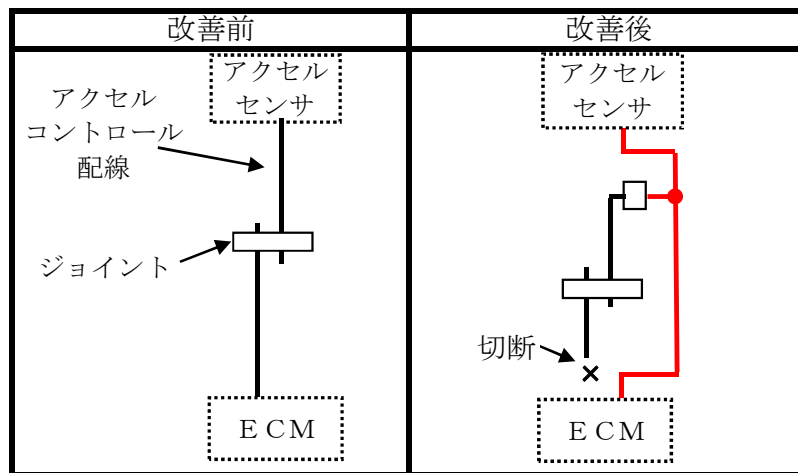 改善前
改善後
アクセル
センサ
アクセル
コントロール
配線
ジョイント
ＥＣＭ
アクセル
センサ
切断
ＥＣＭ